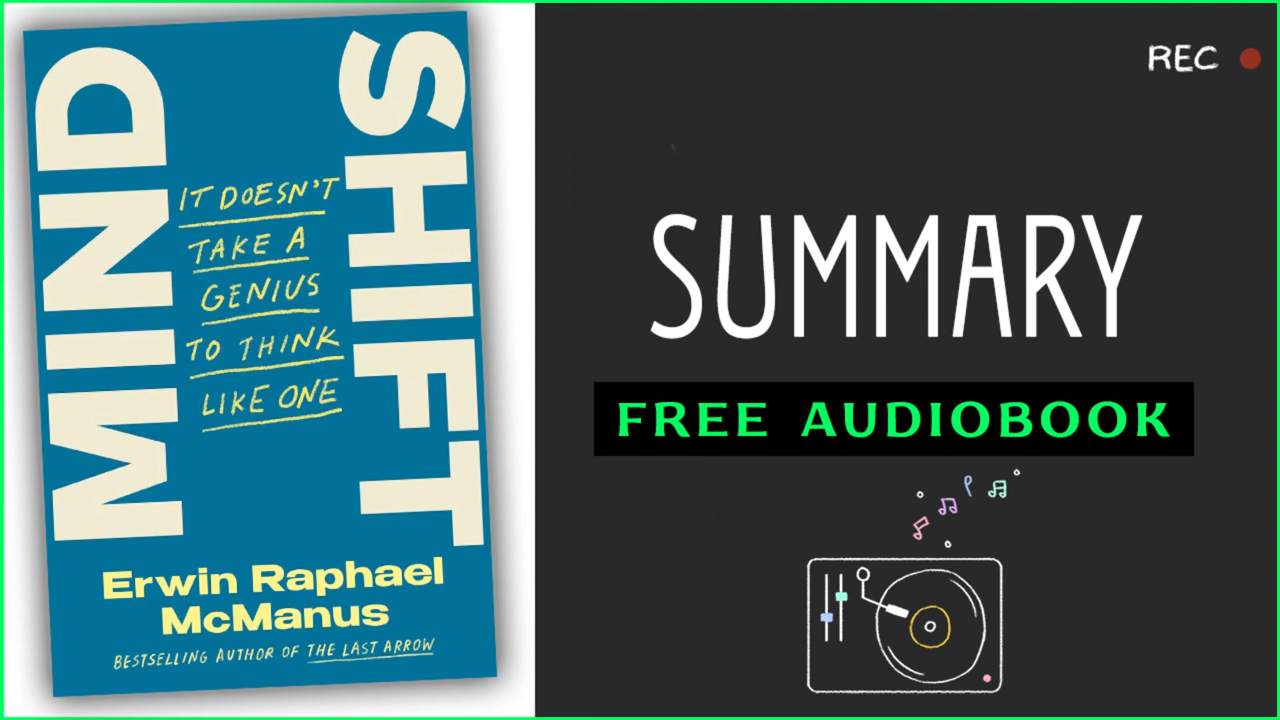 MIND
SHIFT
IT DOESN'T
TAKE A
GENIUS
TO THINK
LIKE ONE
Erwin Raphael
McManus
BESTSELLING AUTHOR OF THE LAST ARROW
REC
SUMMARY
FREE AUDIOBOOK